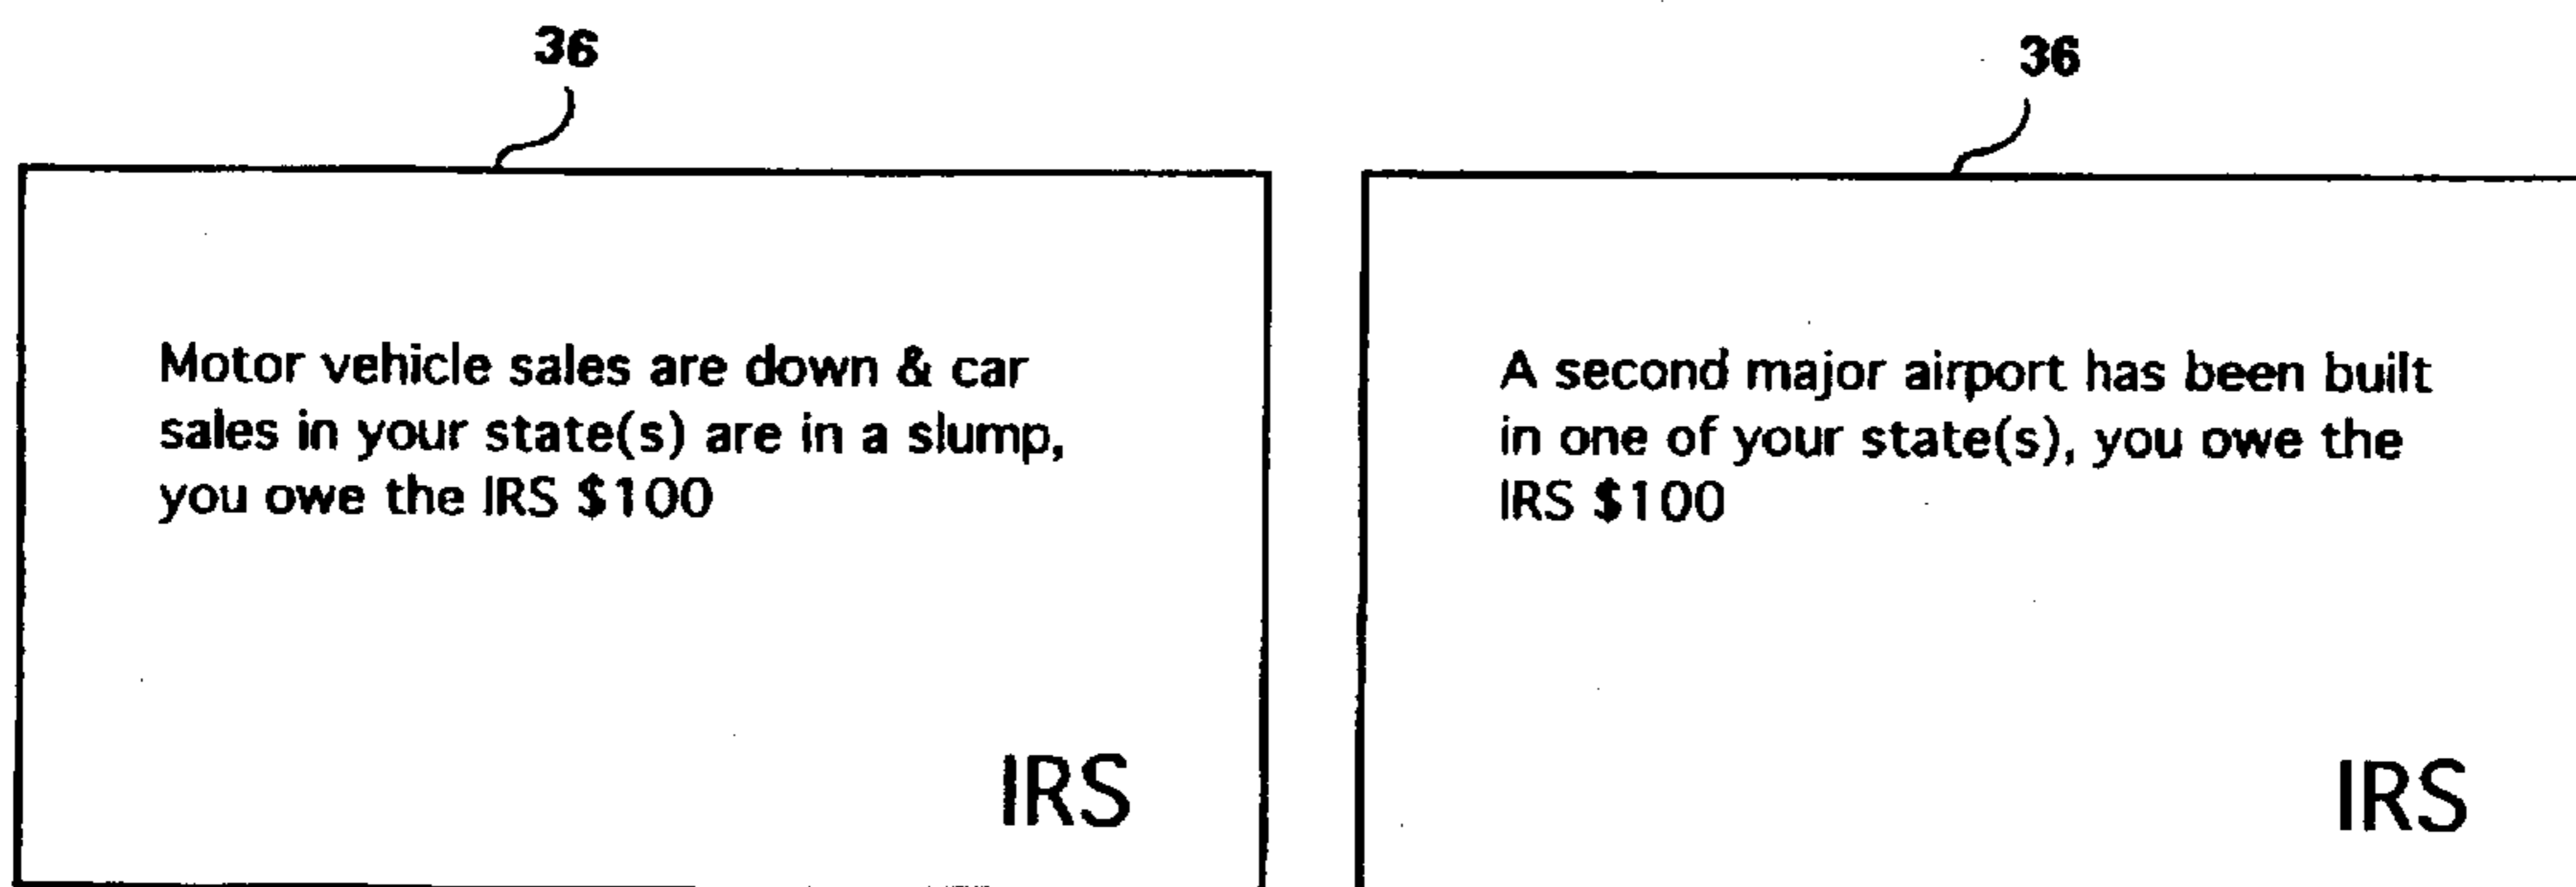 36
Motor vehicle sales are down & car
sales in your state(s) are in a slump,
you owe the IRS $100
IRS
36
A second major airport has been built
in one of your state(s), you owe the
IRS $100
IRS